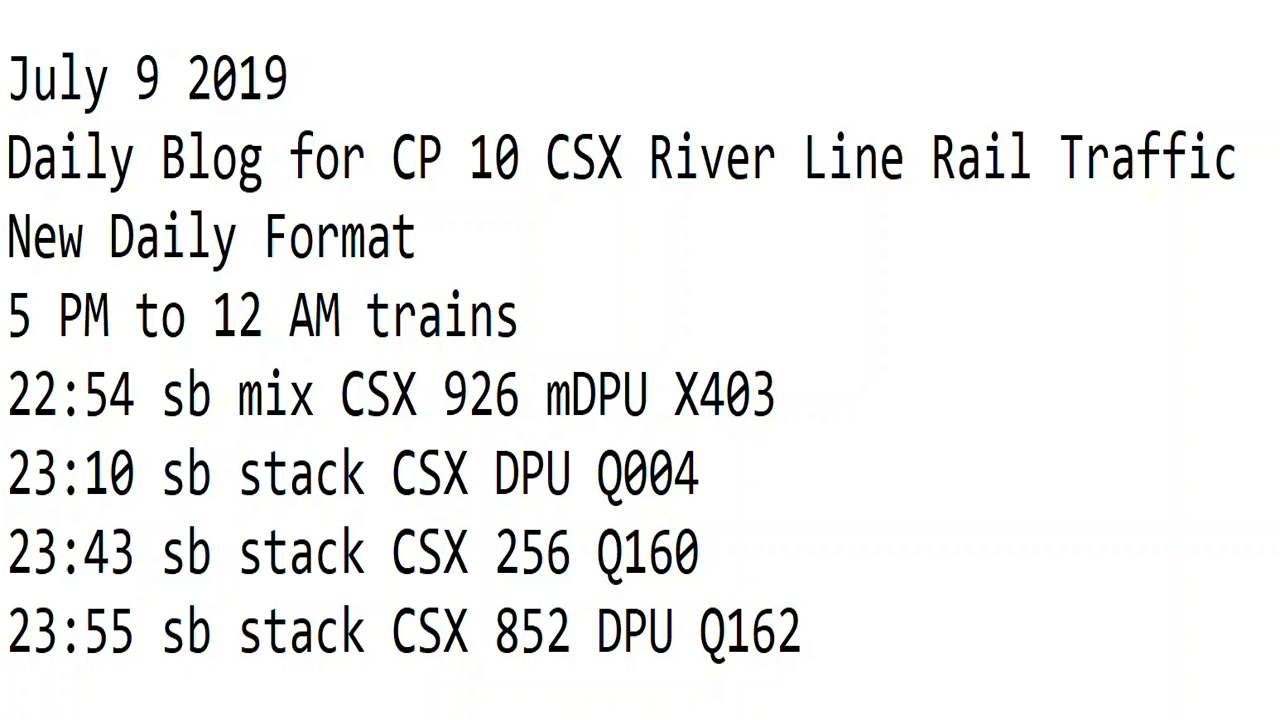 July 9 2019
Daily Blog for CP 10 CSX River Line Rail Traffic
New Daily Format
5 PM to 12 AM trains
22:54 sb mix CSX 926 mDPU X403
23:10 sb stack CSX DPU Q004
23:43 sb stack CSX 256 Q160
23:55 sb stack CSX 852 DPU Q162